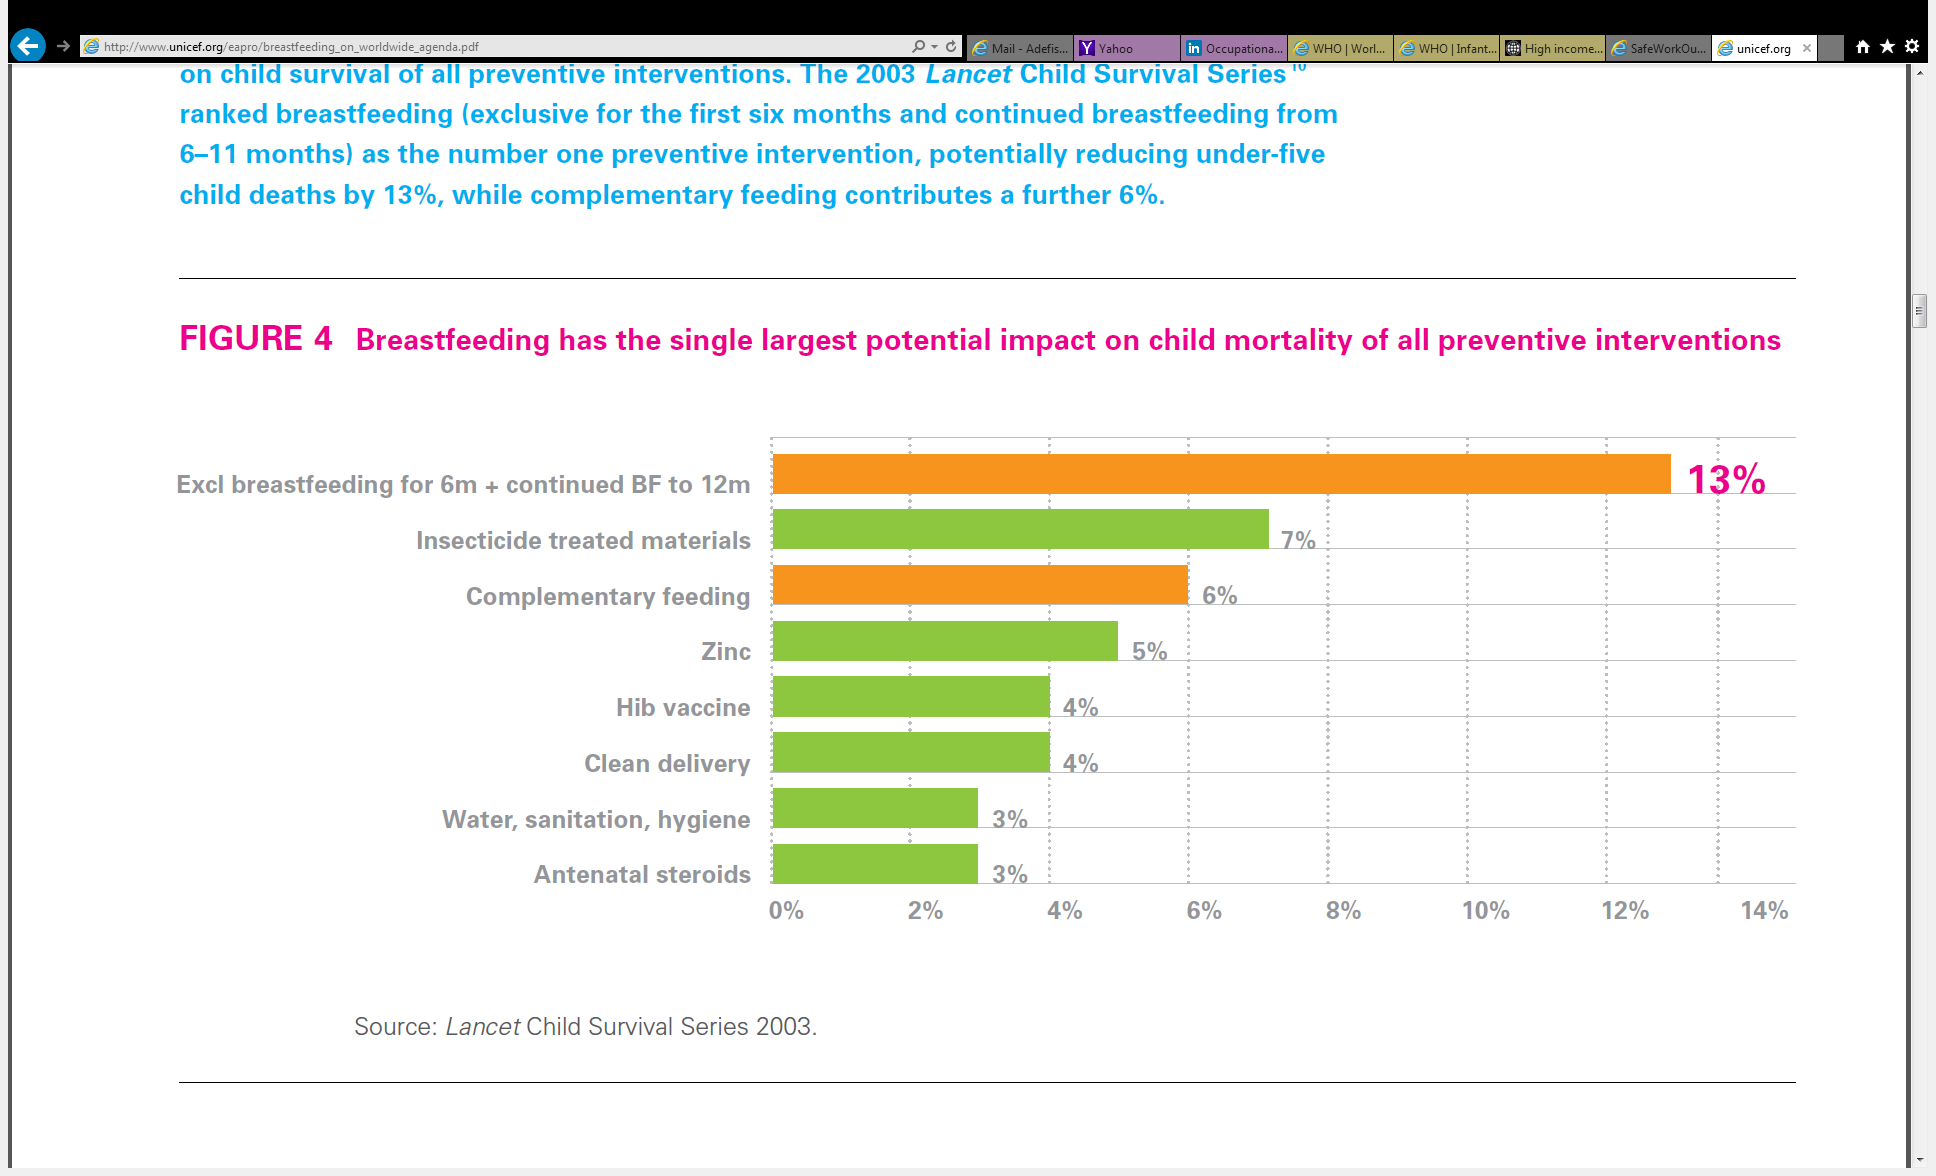 http://www.unicef.org/eapro/breastfeeding_on_worldwide_agenda.pdf
Mail - Adefis...
Yahoo
Occupationa...
WHO | Worl...
WHO | Infant...
High income...
SafeWorkOu...
unicef.org
on child survival of all preventive interventions. The 2003 Lancet Child Survival Series 10
ranked breastfeeding (exclusive for the first six months and continued breastfeeding from
6–11 months) as the number one preventive intervention, potentially reducing under-five
child deaths by 13%, while complementary feeding contributes a further 6%.
FIGURE 4 Breastfeeding has the single largest potential impact on child mortality of all preventive interventions
Excl breastfeeding for 6m + continued BF to 12m 13%
Insecticide treated materials 7%
Complementary feeding 6%
Zinc 5%
Hib vaccine 4%
Clean delivery 4%
Water, sanitation, hygiene 3%
Antenatal steroids 3%
0% 2% 4% 6% 8% 10% 12% 14%
Source: Lancet Child Survival Series 2003.